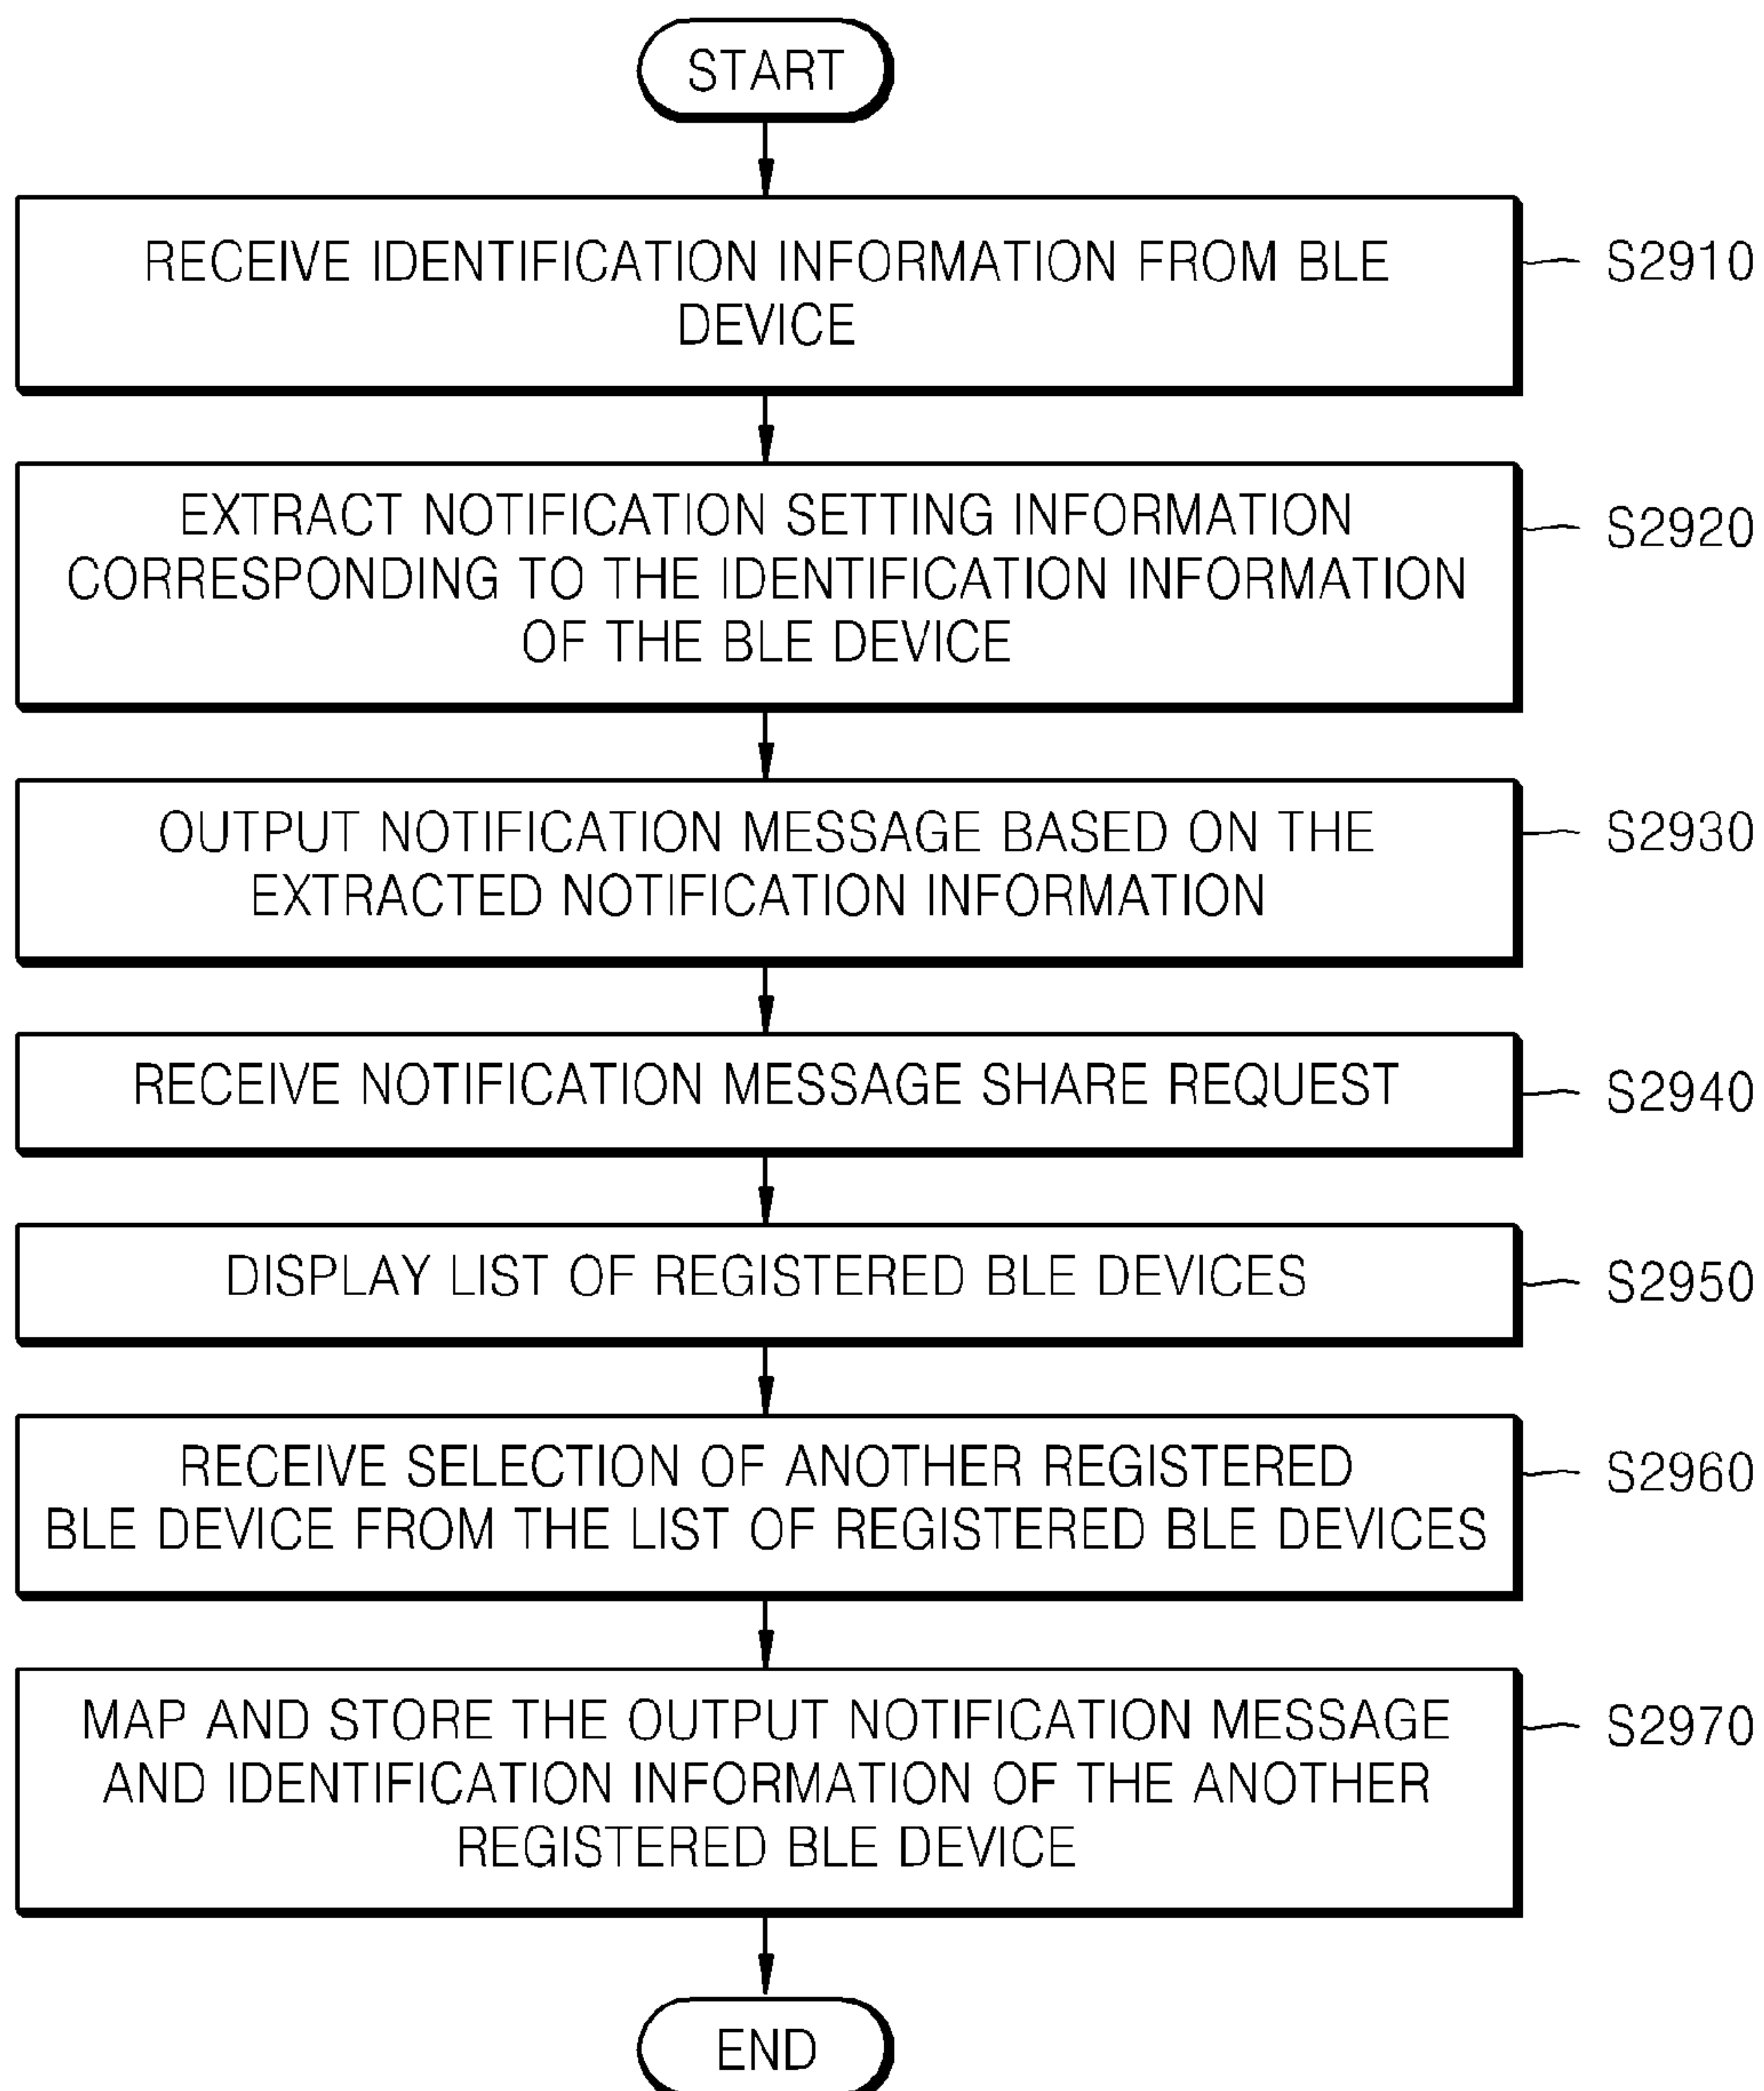 START
RECEIVE IDENTIFICATION INFORMATION FROM BLE
DEVICE
S2910
EXTRACT NOTIFICATION SETTING INFORMATION
CORRESPONDING TO THE IDENTIFICATION INFORMATION
OF THE BLE DEVICE
S2920
OUTPUT NOTIFICATION MESSAGE BASED ON THE
EXTRACTED NOTIFICATION INFORMATION
S2930
RECEIVE NOTIFICATION MESSAGE SHARE REQUEST
S2940
DISPLAY LIST OF REGISTERED BLE DEVICES
S2950
RECEIVE SELECTION OF ANOTHER REGISTERED
BLE DEVICE FROM THE LIST OF REGISTERED BLE DEVICES
S2960
MAP AND STORE THE OUTPUT NOTIFICATION MESSAGE
AND IDENTIFICATION INFORMATION OF THE ANOTHER
REGISTERED BLE DEVICE
S2970
END